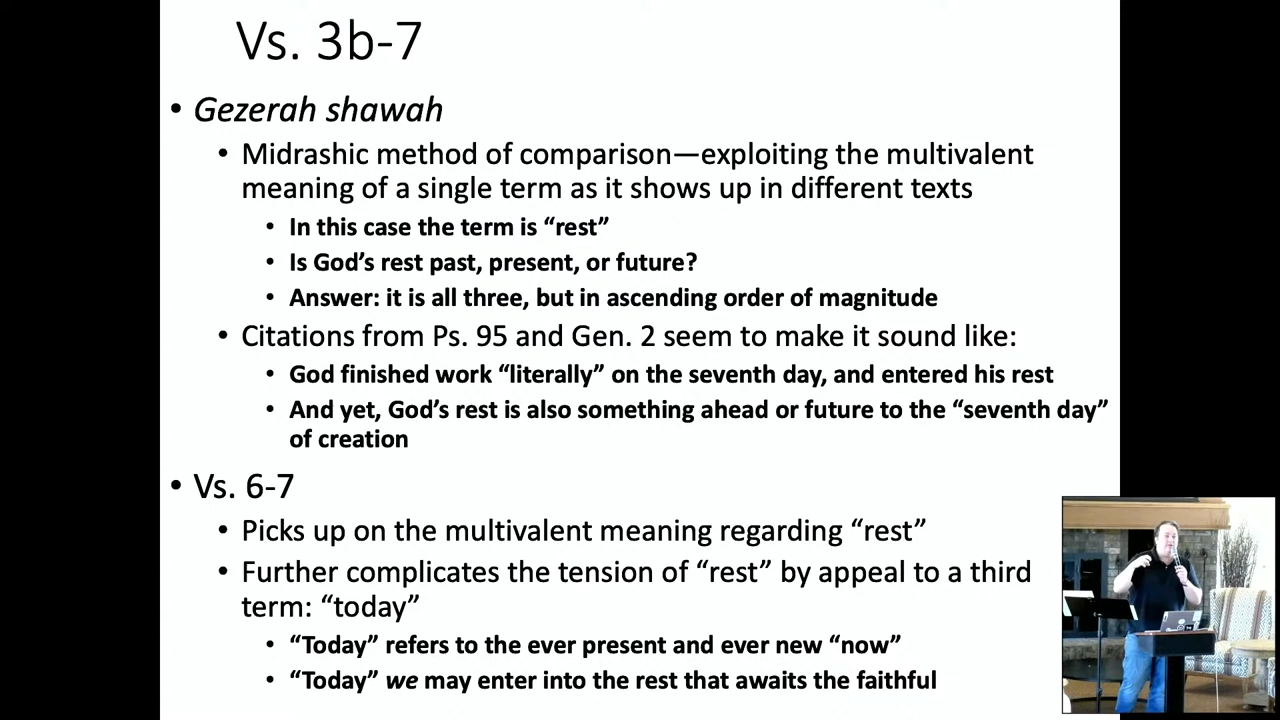 Vs. 3b-7
• Gezerah shawah
• Midrashic method of comparison—exploiting the multivalent
meaning of a single term as it shows up in different texts
• In this case the term is “rest”
• Is God’s rest past, present, or future?
• Answer: it is all three, but in ascending order of magnitude
• Citations from Ps. 95 and Gen. 2 seem to make it sound like:
• God finished work “literally” on the seventh day, and entered his rest
• And yet, God’s rest is also something ahead or future to the “seventh day”
of creation
• Vs. 6-7
• Picks up on the multivalent meaning regarding “rest”
• Further complicates the tension of “rest” by appeal to a third
term: “today”
• “Today” refers to the ever present and ever new “now”
• “Today” we may enter into the rest that awaits the faithful